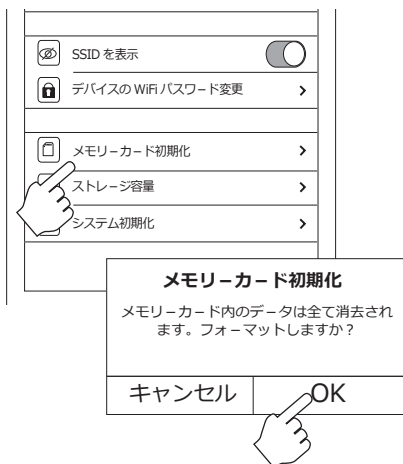 SSID を表示
デバイスの WiFi パスワード変更
メモリーカード初期化
ストレージ容量
システム初期化
メモリーカード初期化
メモリーカード内のデータは全て消去され
ます。フォーマットしますか？
キャンセル
OK